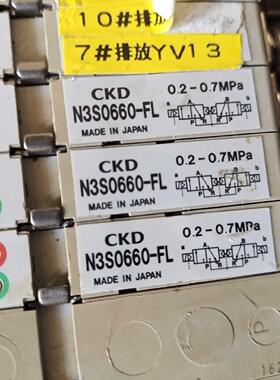 10#排放
7#排放YV13
CKD 0.2-0.7MPa
N3S0660-FL
MADE IN JAPAN
CKD 0.2-0.7MPa
N3S0660-FL
MADE IN JAPAN
CKD 0.2-0.7MPa
N3S0660-FL
MADE IN JAPAN
P